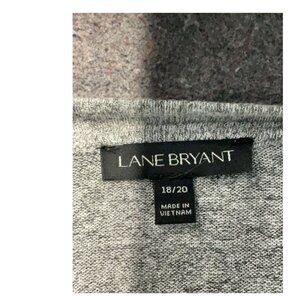 LANE BRYANT
18/20
MADE IN
VIETNAM